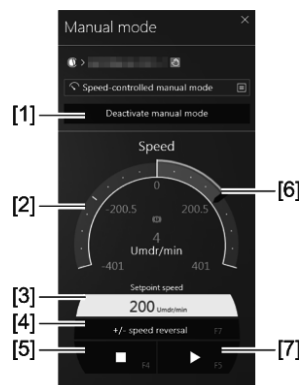 Manual mode
×
>
Speed-controlled manual mode
[1]
Deactivate manual mode
Speed
[2]
[6]
0
-200.5
200.5
4
Umdr/min
-401
401
[3]
Setpoint speed
200 Umdr/min
[4]
+/- speed reversal F7
[5]
[7]
F4
F5